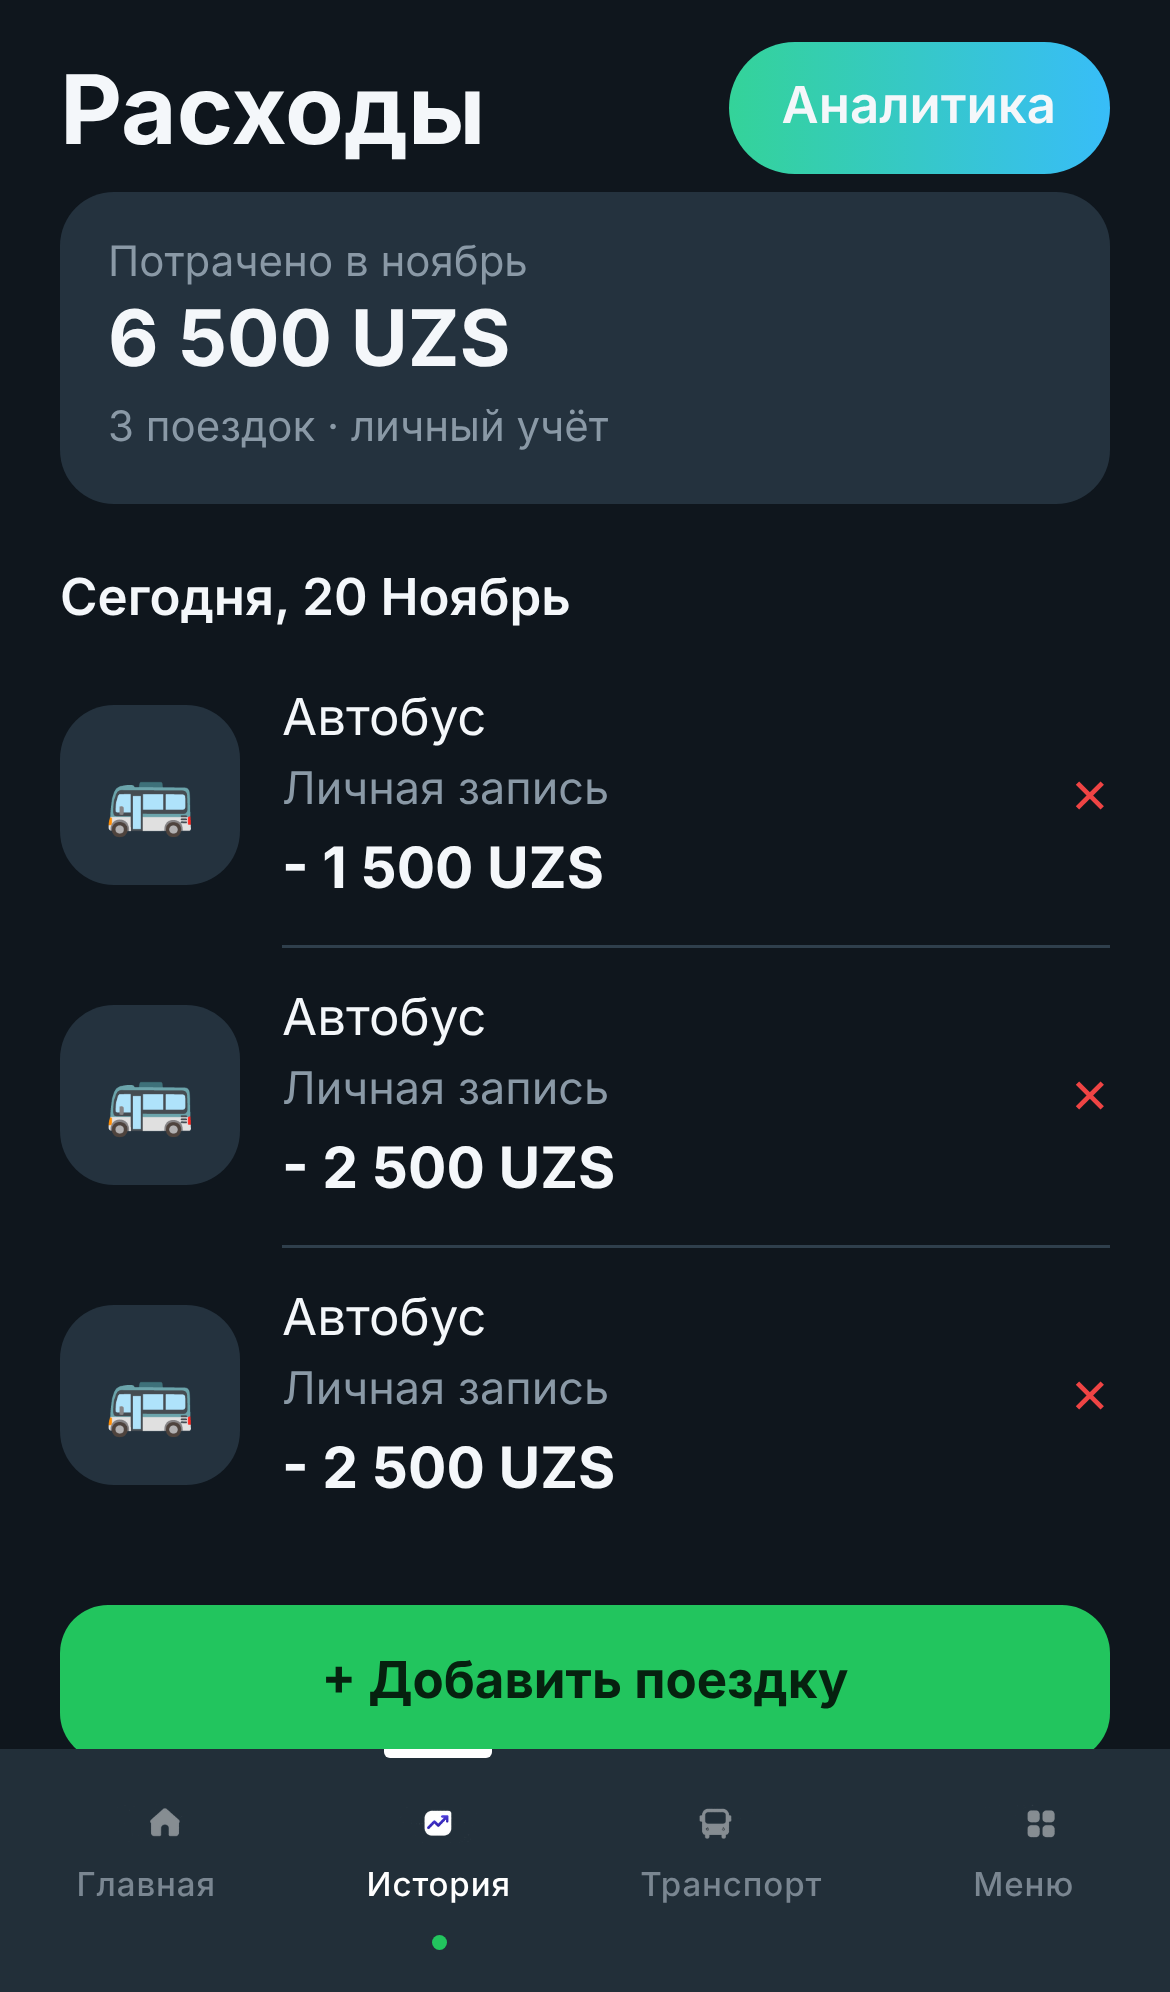 Расходы
Аналитика
Потрачено в ноябрь
6 500 UZS
3 поездок · личный учёт
Сегодня, 20 Ноябрь
Автобус
Личная запись
- 1 500 UZS
×
Автобус
Личная запись
- 2 500 UZS
×
Автобус
Личная запись
- 2 500 UZS
×
+ Добавить поездку
Главная
История
Транспорт
Меню